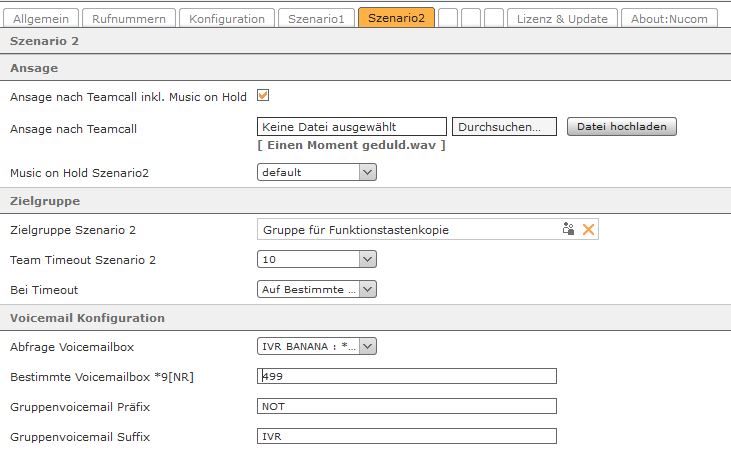 Allgemein Rufnummern Konfiguration Szenario1 Szenario2 Lizenz & Update About:Nucom
Szenario 2
Ansage
Ansage nach Teamcall inkl. Music on Hold
Ansage nach Teamcall Keine Datei ausgewählt Durchsuchen... Datei hochladen
[ Einen Moment geduld.wav ]
Music on Hold Szenario2 default
Zielgruppe
Zielgruppe Szenario 2 Gruppe für Funktionstastenkopie
Team Timeout Szenario 2 10
Bei Timeout Auf Bestimmte ...
Voicemail Konfiguration
Abfrage Voicemailbox IVR BANANA : *...
Bestimmte Voicemailbox *9[NR] 499
Gruppenvoicemail Präfix NOT
Gruppenvoicemail Suffix IVR